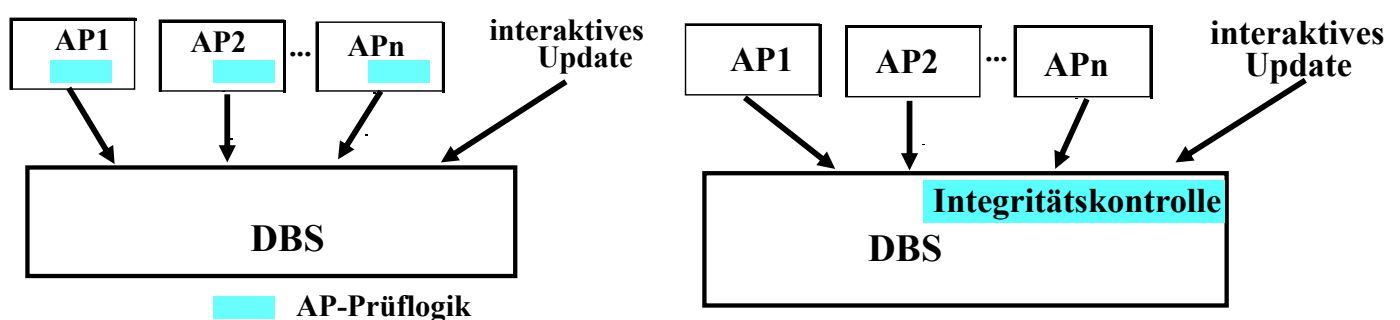 AP1
AP2
...
APn
interaktives
Update
DBS
AP-Prüflogik
AP1
AP2
...
APn
interaktives
Update
Integritätskontrolle
DBS